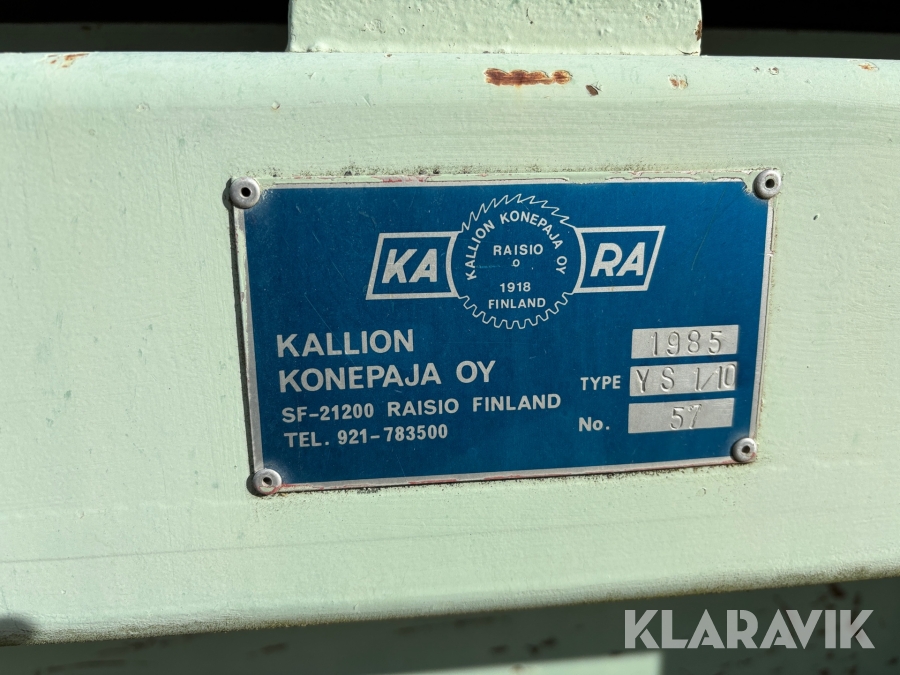 KA RA
KALLION KONEPAJA OY
RAISIO
1918
FINLAND
KALLION
KONEPAJA OY
SF-21200 RAISIO FINLAND
TEL. 921-783500
1985
TYPE YS 1/10
No. 57
KLARAVIK